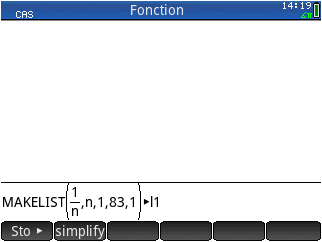 CAS Fonction 14:19
∠π
MAKELIST(1/n,n,1,83,1)▶l1
Sto ▶ simplify